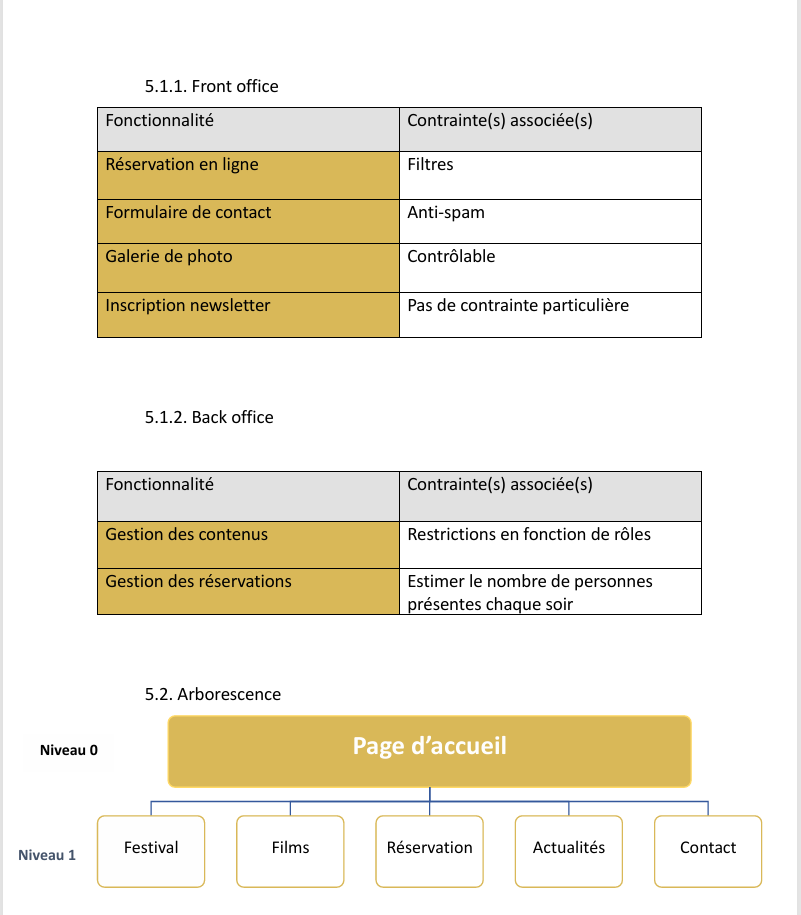 5.1.1. Front office
Fonctionnalité Contrainte(s) associée(s)
Réservation en ligne Filtres
Formulaire de contact Anti-spam
Galerie de photo Contrôlable
Inscription newsletter Pas de contrainte particulière
5.1.2. Back office
Fonctionnalité Contrainte(s) associée(s)
Gestion des contenus Restrictions en fonction de rôles
Gestion des réservations Estimer le nombre de personnes
présentes chaque soir
5.2. Arborescence
Niveau 0 Page d’accueil
Niveau 1 Festival Films Réservation Actualités Contact